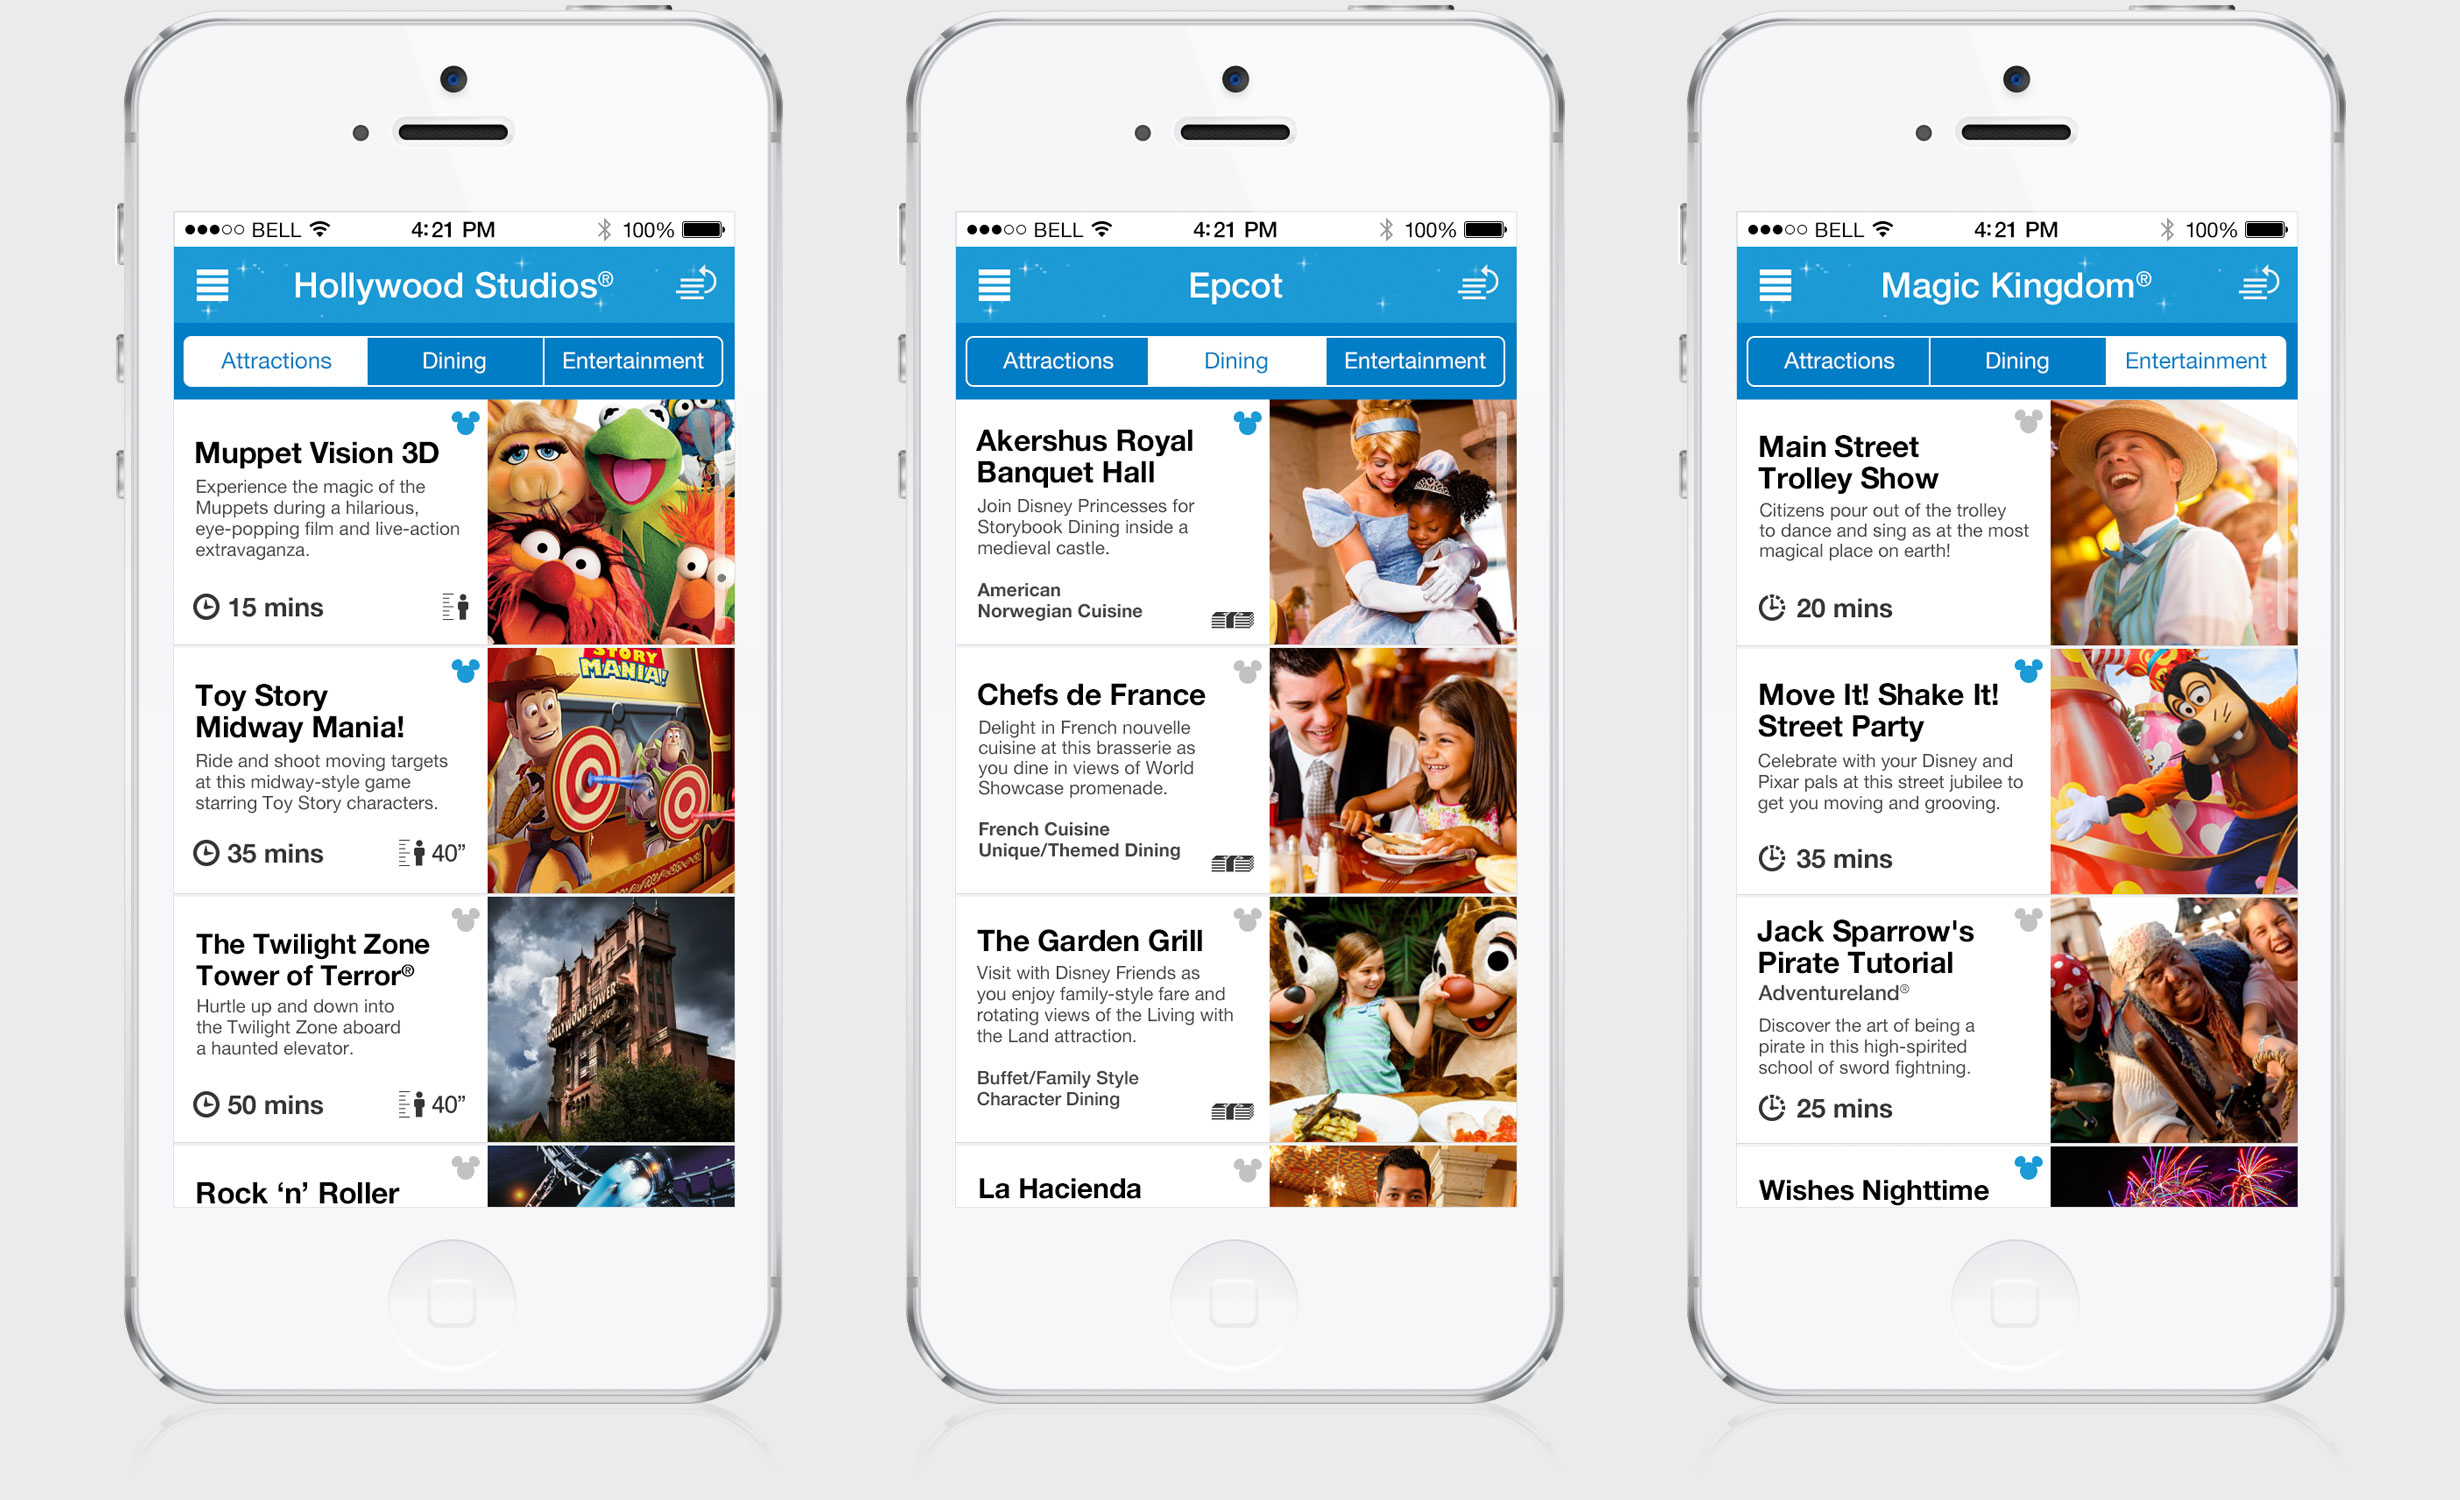 BELL 4:21 PM 100%
Hollywood Studios®
Attractions Dining Entertainment
Muppet Vision 3D
Experience the magic of the
Muppets during a hilarious,
eye-popping film and live-action
extravaganza.
15 mins
Toy Story
Midway Mania!
Ride and shoot moving targets
at this midway-style game
starring Toy Story characters.
35 mins 40”
STORY
MANIA!
The Twilight Zone
Tower of Terror®
Hurtle up and down into
the Twilight Zone aboard
a haunted elevator.
50 mins 40”
HOLLYWOOD TOWER
Rock ‘n’ Roller
BELL 4:21 PM 100%
Epcot
Attractions Dining Entertainment
Akershus Royal
Banquet Hall
Join Disney Princesses for
Storybook Dining inside a
medieval castle.
American
Norwegian Cuisine
Chefs de France
Delight in French nouvelle
cuisine at this brasserie as
you dine in views of World
Showcase promenade.
French Cuisine
Unique/Themed Dining
The Garden Grill
Visit with Disney Friends as
you enjoy family-style fare and
rotating views of the Living with
the Land attraction.
Buffet/Family Style
Character Dining
La Hacienda
BELL 4:21 PM 100%
Magic Kingdom®
Attractions Dining Entertainment
Main Street
Trolley Show
Citizens pour out of the trolley
to dance and sing as at the most
magical place on earth!
20 mins
Move It! Shake It!
Street Party
Celebrate with your Disney and
Pixar pals at this street jubilee to
get you moving and grooving.
35 mins
Jack Sparrow's
Pirate Tutorial
Adventureland®
Discover the art of being a
pirate in this high-spirited
school of sword fightning.
25 mins
Wishes Nighttime